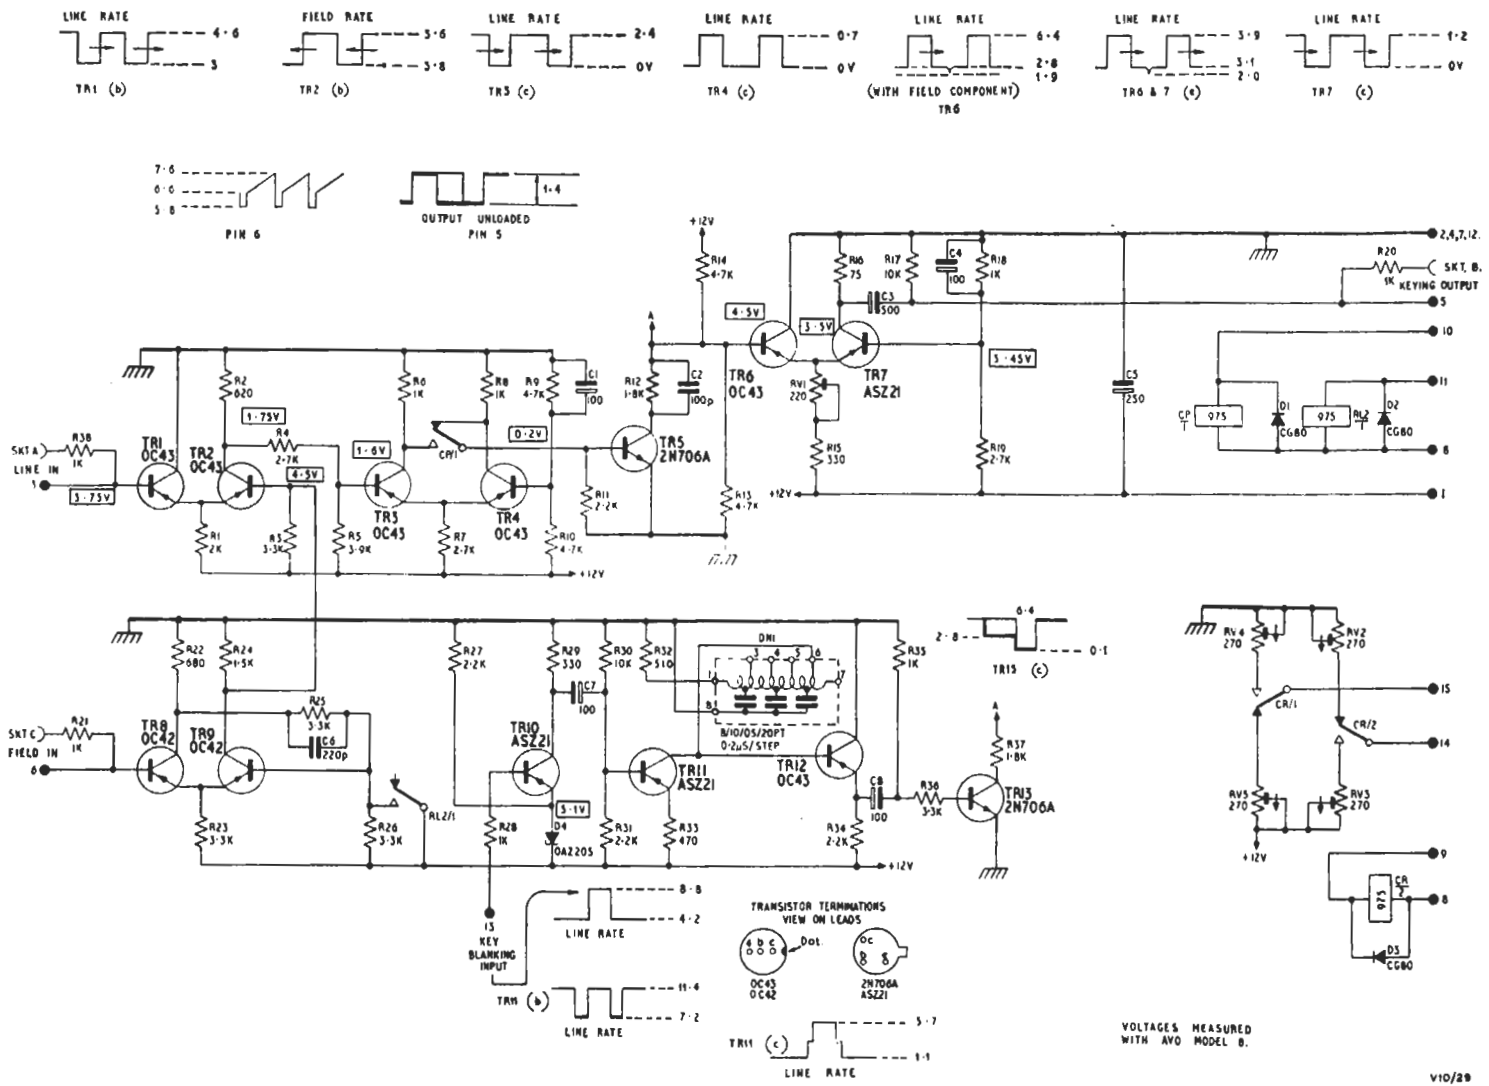 LINE RATE
4·6
3
TR1 (b)
FIELD RATE
3·6
3·8
TR2 (b)
LINE RATE
2·4
0V
TR3 (c)
LINE RATE
0·7
0V
TR4 (c)
LINE RATE
6·4
2·8
1·9
(WITH FIELD COMPONENT)
TR6
LINE RATE
3·9
3·1
2·0
TR6 & 7 (e)
LINE RATE
1·2
0V
TR7 (c)
7·6
6·6
5·8
PIN 6
1·4
OUTPUT UNLOADED
PIN 5
+12V
R14
4·7K
R16
75
R17
10K
C4
100
R18
1K
2,4,7,12.
R20
1K
SKT, B.
KEYING OUTPUT
5
C3
500
4·5V
3·5V
TR6
OC43
TR7
ASZ21
3·45V
RV1
220
R15
330
R19
2·7K
+12V
C5
250
10
11
CP/1
975
D1
CG80
975
RL2/1
D2
CG80
6
1
R2
620
1·75V
R4
2·7K
TR1
OC43
TR2
OC43
4·5V
SKT A
R38
1K
LINE IN
3
3·75V
R1
2K
R3
3·3K
R5
3·9K
1·6V
R6
1K
CP/1
R8
1K
R9
4·7K
C1
100
0·2V
TR3
OC43
TR4
OC43
R7
2·7K
R10
4·7K
+12V
A
R12
1·8K
C2
100p
TR5
2N706A
R11
2·2K
R13
4·7K
R22
680
R24
1·5K
R25
3·3K
C6
220p
SKT C
R21
1K
FIELD IN
6
TR8
OC42
TR9
OC42
R23
3·3K
R26
3·3K
RL2/1
R27
2·2K
R29
330
C7
100
R30
10K
R32
510
TR10
ASZ21
5·1V
R28
1K
D4
OAZ205
R31
2·2K
TR11
ASZ21
R33
470
DN1
3 4 5 6
1
7
8
8/10/05/20PT
0·2µS/STEP
TR12
OC43
R34
2·2K
C8
100
R35
1K
R36
3·3K
+12V
6·4
2·8
0·1
TR13 (c)
A
R37
1·8K
TR13
2N706A
RV4
270
RV2
270
CR/1
CR/2
15
14
RV5
270
RV3
270
+12V
9
975
CR/2
8
D3
CG80
13
KEY
BLANKING
INPUT
8·8
4·2
LINE RATE
TR11 (b)
11·4
7·2
LINE RATE
TRANSISTOR TERMINATIONS
VIEW ON LEADS
e b c
Dot.
OC43
OC42
c
b e
2N706A
ASZ21
TR11 (c)
5·7
1·1
LINE RATE
VOLTAGES MEASURED
WITH AVO MODEL 8.
V10/29